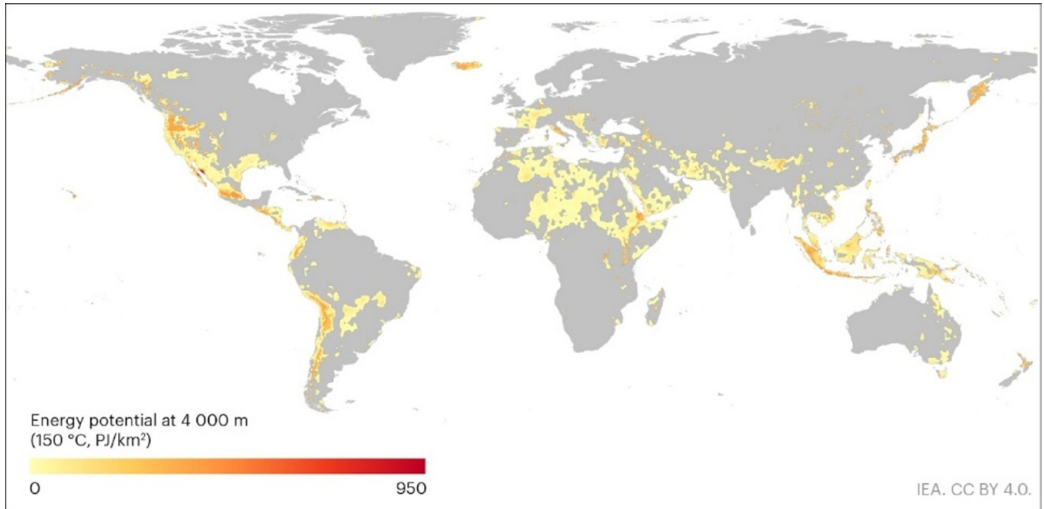 Energy potential at 4 000 m
(150 °C, PJ/km²)
0 950
IEA. CC BY 4.0.